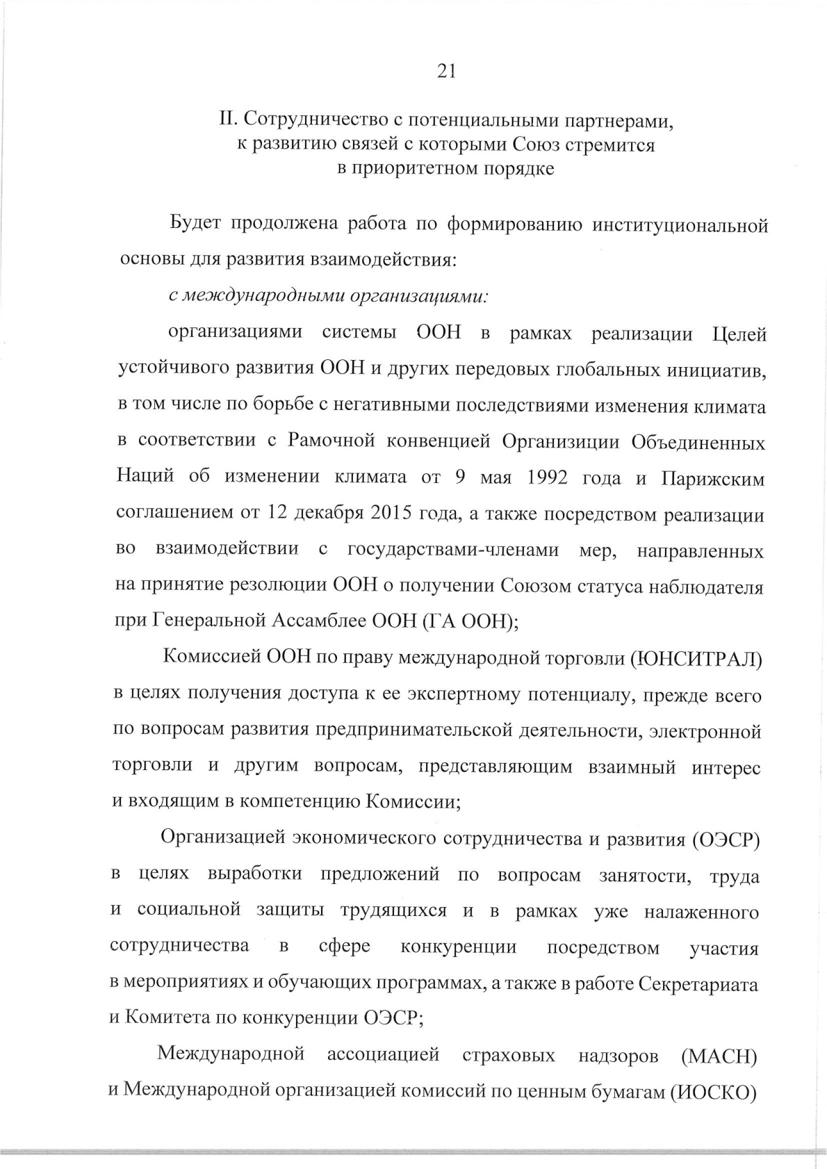 21
II. Сотрудничество с потенциальными партнерами,
к развитию связей с которыми Союз стремится
в приоритетном порядке
Будет продолжена работа по формированию институциональной
основы для развития взаимодействия:
с международными организациями:
организациями системы ООН в рамках реализации Целей
устойчивого развития ООН и других передовых глобальных инициатив,
в том числе по борьбе с негативными последствиями изменения климата
в соответствии с Рамочной конвенцией Организиции Объединенных
Наций об изменении климата от 9 мая 1992 года и Парижским
соглашением от 12 декабря 2015 года, а также посредством реализации
во взаимодействии с государствами-членами мер, направленных
на принятие резолюции ООН о получении Союзом статуса наблюдателя
при Генеральной Ассамблее ООН (ГА ООН);
Комиссией ООН по праву международной торговли (ЮНСИТРАЛ)
в целях получения доступа к ее экспертному потенциалу, прежде всего
по вопросам развития предпринимательской деятельности, электронной
торговли и другим вопросам, представляющим взаимный интерес
и входящим в компетенцию Комиссии;
Организацией экономического сотрудничества и развития (ОЭСР)
в целях выработки предложений по вопросам занятости, труда
и социальной защиты трудящихся и в рамках уже налаженного
сотрудничества в сфере конкуренции посредством участия
в мероприятиях и обучающих программах, а также в работе Секретариата
и Комитета по конкуренции ОЭСР;
Международной ассоциацией страховых надзоров (МАСН)
и Международной организацией комиссий по ценным бумагам (ИОСКО)